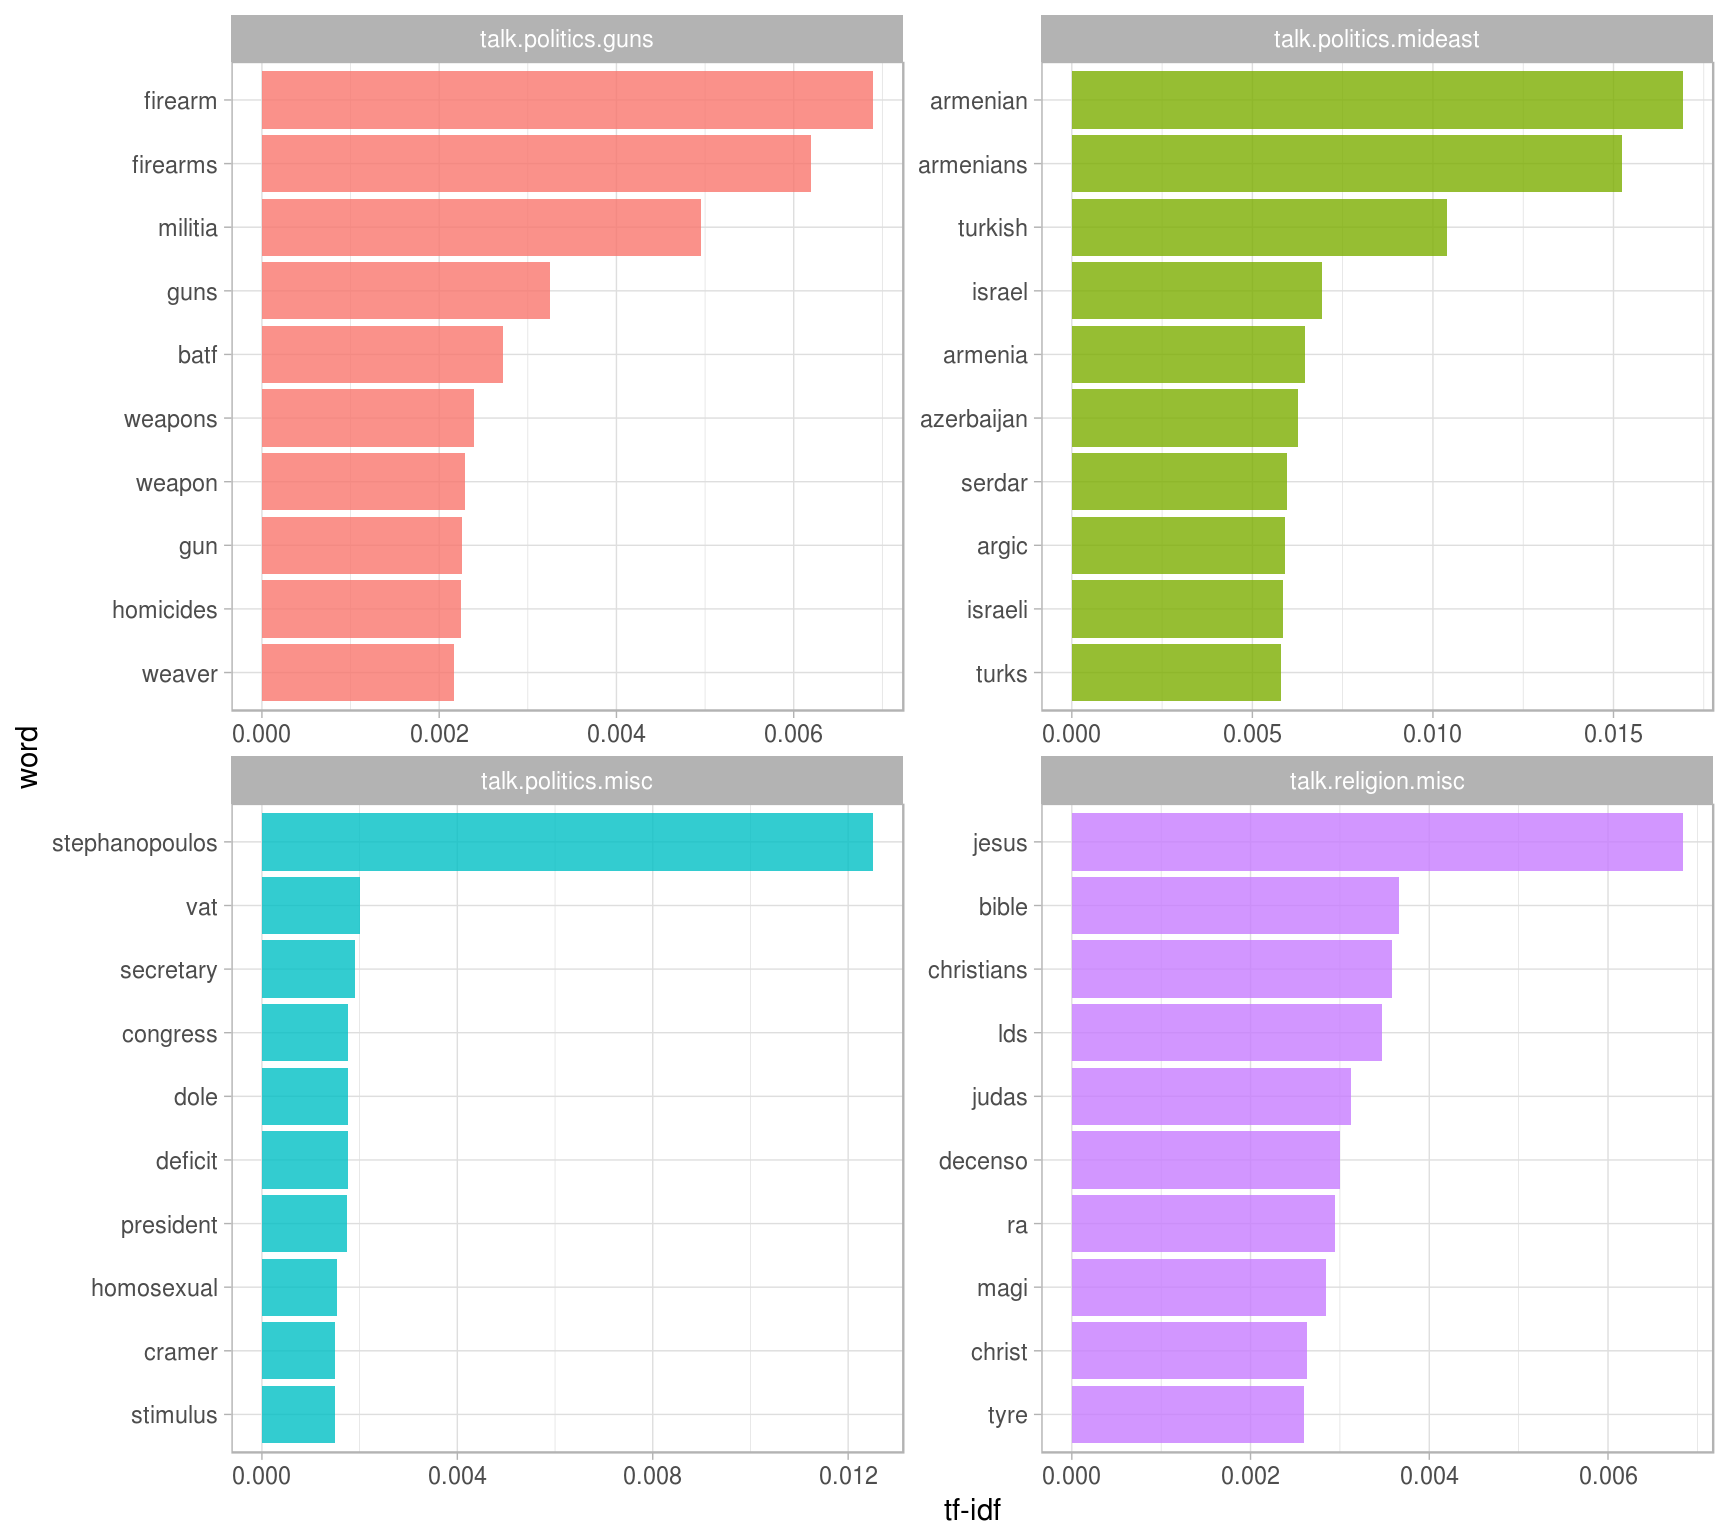 talk.politics.guns
firearm
firearms
militia
guns
batf
weapons
weapon
gun
homicides
weaver
0.000 0.002 0.004 0.006
talk.politics.mideast
armenian
armenians
turkish
israel
armenia
azerbaijan
serdar
argic
israeli
turks
0.000 0.005 0.010 0.015
word
talk.politics.misc
stephanopoulos
vat
secretary
congress
dole
deficit
president
homosexual
cramer
stimulus
0.000 0.004 0.008 0.012
talk.religion.misc
jesus
bible
christians
lds
judas
decenso
ra
magi
christ
tyre
0.000 0.002 0.004 0.006
tf-idf